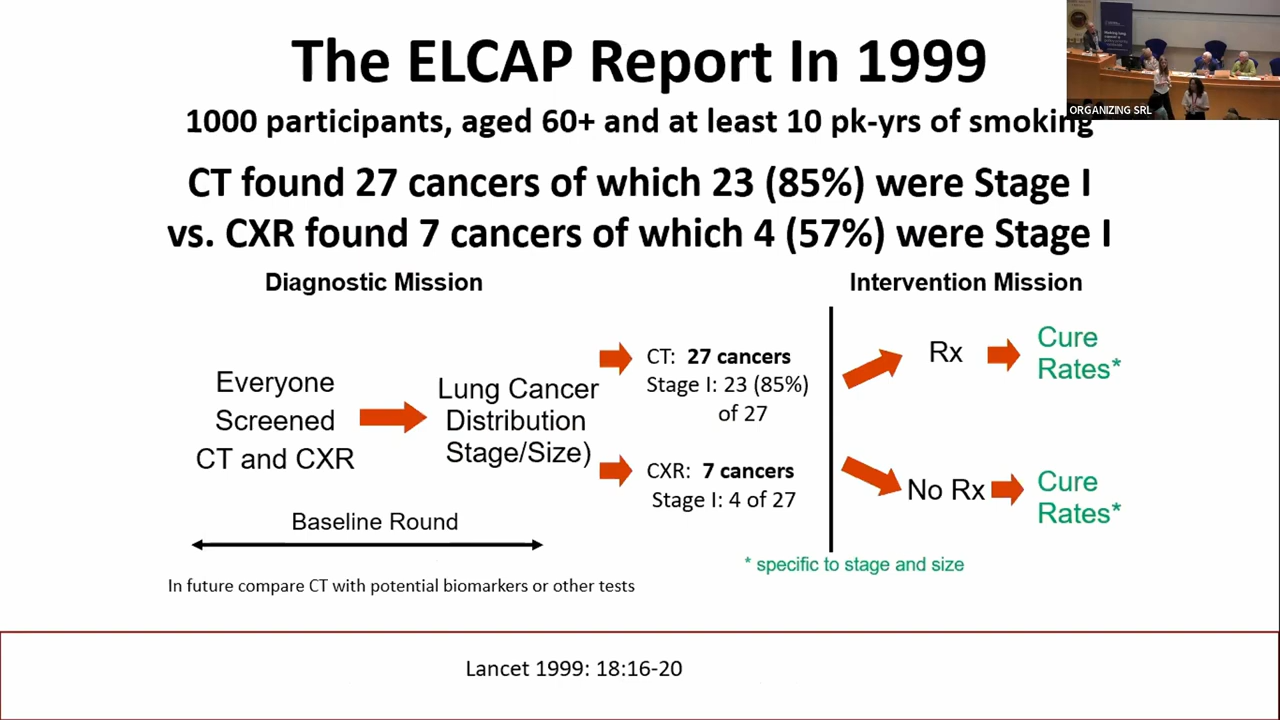 The ELCAP Report In 1999
1000 participants, aged 60+ and at least 10 pk-yrs of smoking
ORGANIZING SRL
CT found 27 cancers of which 23 (85%) were Stage I
vs. CXR found 7 cancers of which 4 (57%) were Stage I
Diagnostic Mission
Intervention Mission
Everyone
Screened
CT and CXR
Lung Cancer
Distribution
Stage/Size)
CT: 27 cancers
Stage I: 23 (85%)
of 27
CXR: 7 cancers
Stage I: 4 of 27
Rx
Cure
Rates*
No Rx
Cure
Rates*
Baseline Round
* specific to stage and size
In future compare CT with potential biomarkers or other tests
Lancet 1999: 18:16-20